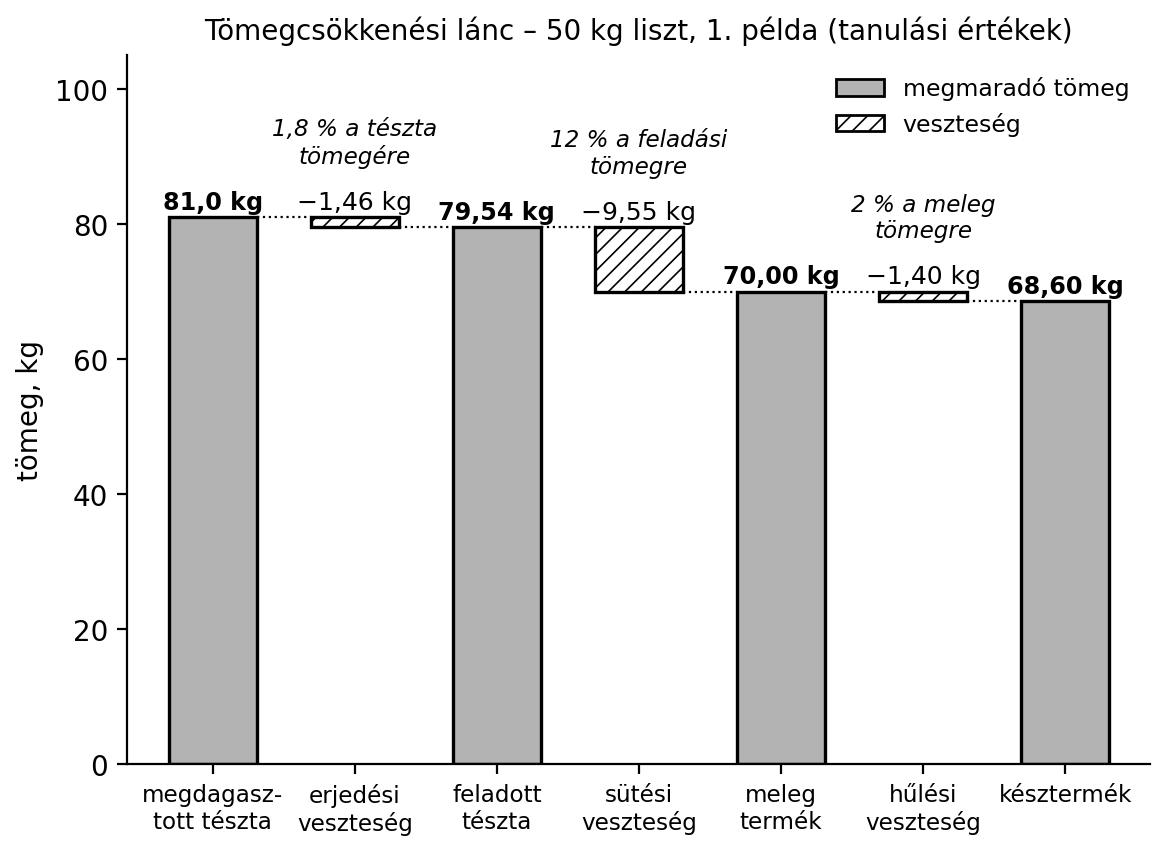 Tömegcsökkenési lánc – 50 kg liszt, 1. példa (tanulási értékek)
megmaradó tömeg
veszteség
1,8 % a tészta
tömegére
12 % a feladási
tömegre
2 % a meleg
tömegre
81,0 kg
−1,46 kg
79,54 kg
−9,55 kg
70,00 kg
−1,40 kg
68,60 kg
tömeg, kg
100
80
60
40
20
0
megdagasz-
tott tészta
erjedési
veszteség
feladott
tészta
sütési
veszteség
meleg
termék
hűlési
veszteség
késztermék